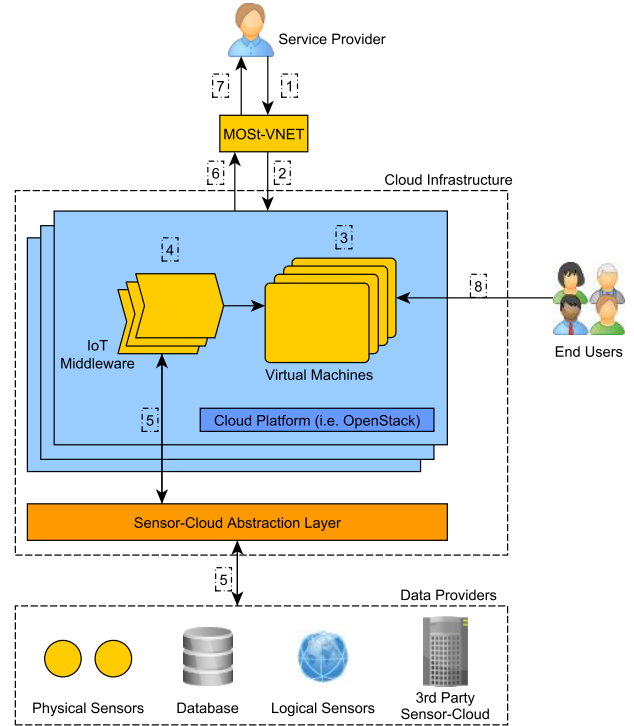 Service Provider
7
1
MOSt-VNET
6
2
Cloud Infrastructure
4
3
8
IoT
Middleware
Virtual Machines
End Users
5
Cloud Platform (i.e. OpenStack)
Sensor-Cloud Abstraction Layer
5
Data Providers
Physical Sensors
Database
Logical Sensors
3rd Party
Sensor-Cloud